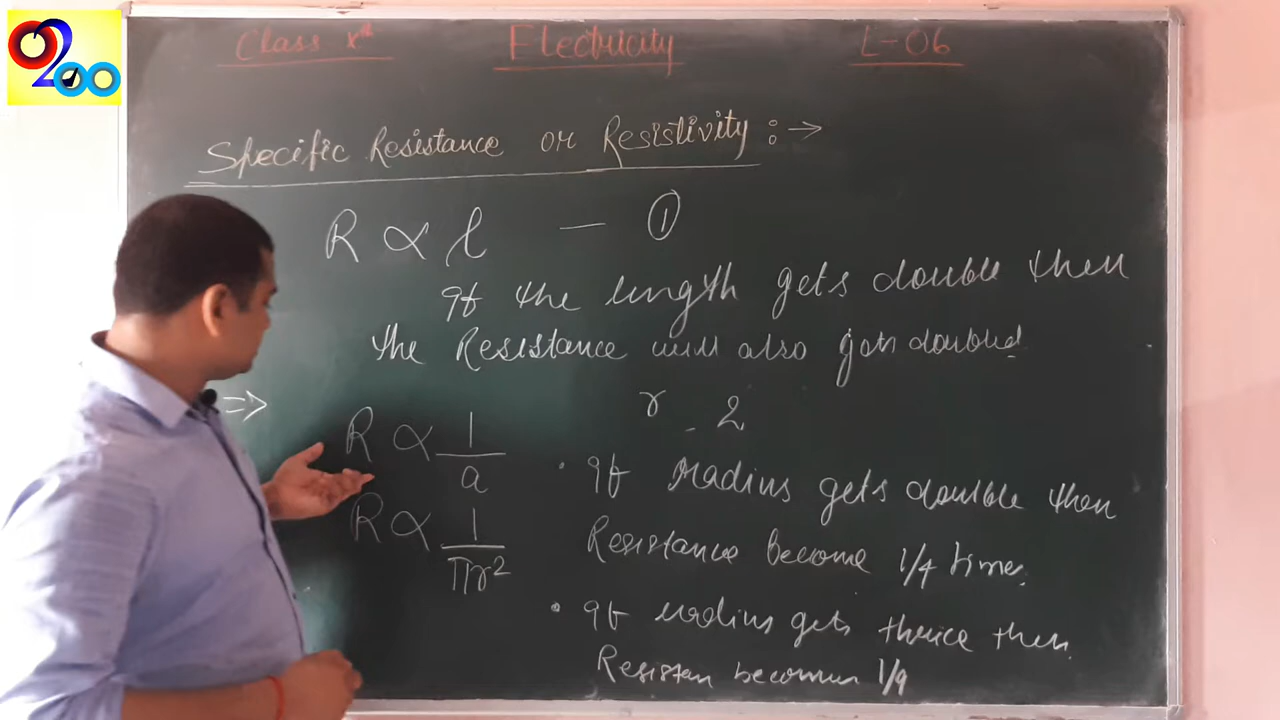 0200
Class Xth Electricity L-06
Specific Resistance or Resistivity :→
R ∝ l — ①
If the length gets double then
the Resistance will also gets doubled
⇒
r - 2
R ∝ 1/a
R ∝ 1/πr²
• If radius gets double then
Resistance become 1/4 time.
• If radius gets thrice then
Resistan becomes 1/9